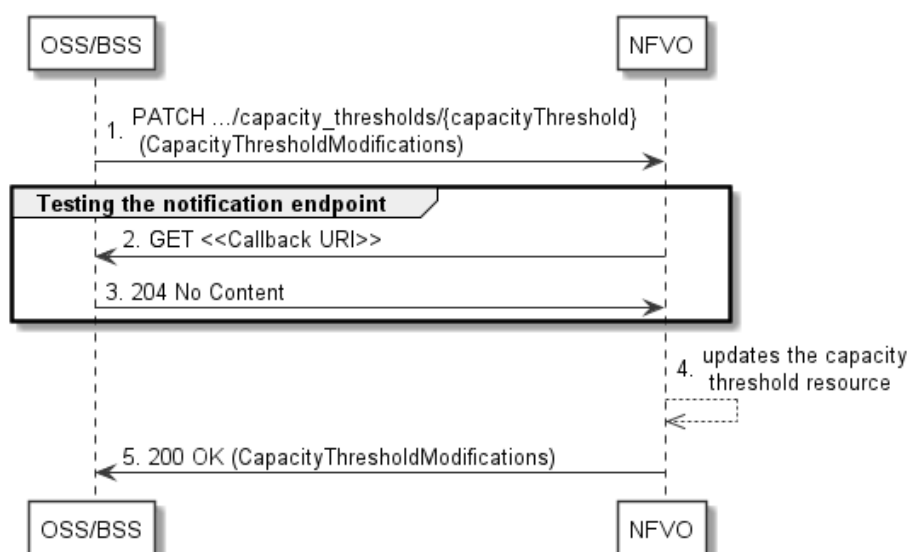 OSS/BSS
NFVO
1. PATCH .../capacity_thresholds/{capacityThreshold}
(CapacityThresholdModifications)
Testing the notification endpoint
2. GET <<Callback URI>>
3. 204 No Content
4. updates the capacity
threshold resource
5. 200 OK (CapacityThresholdModifications)
OSS/BSS
NFVO